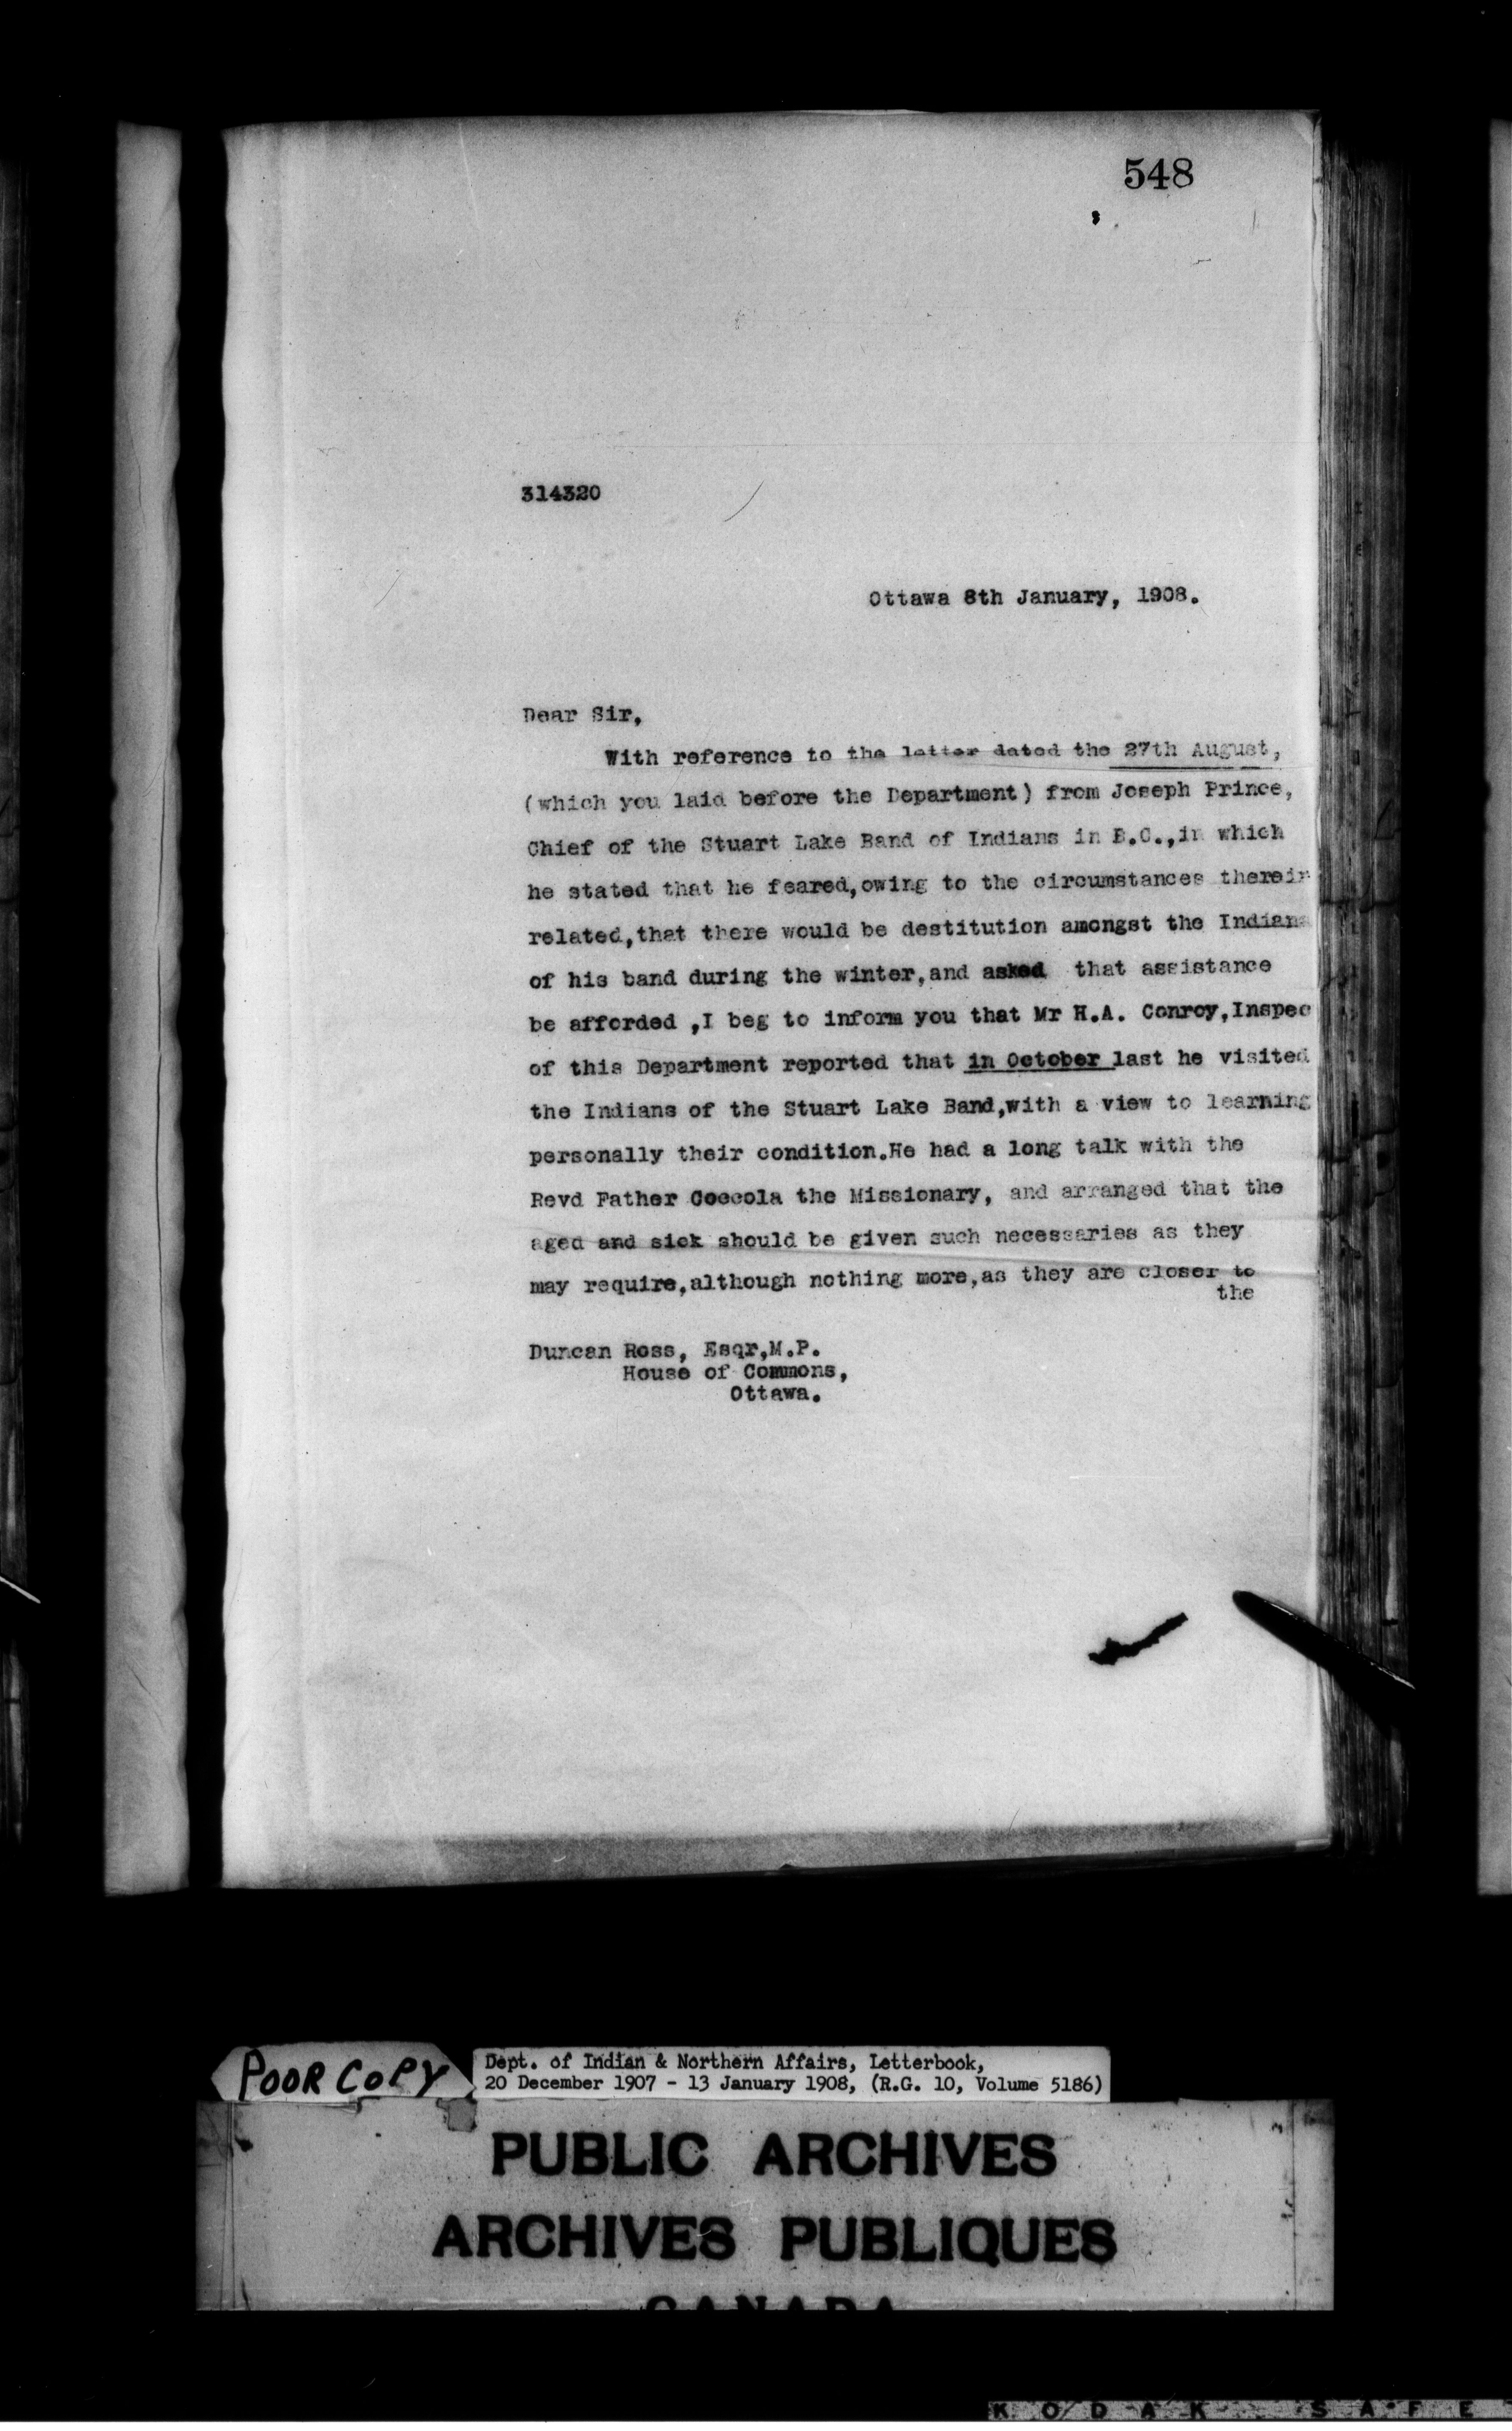 548
314320
Ottawa 8th January, 1908.
Dear Sir,
With reference to the letter dated the 27th August,
(which you laid before the Department) from Joseph Prince,
Chief of the Stuart Lake Band of Indians in B.C.,in which
he stated that he feared,owing to the circumstances therein
related,that there would be destitution amongst the Indians
of his band during the winter,and asked that assistance
be afforded ,I beg to inform you that Mr H.A. Conroy,Inspec
of this Department reported that in October last he visited
the Indians of the Stuart Lake Band,with a view to learning
personally their condition.He had a long talk with the
Revd Father Coccola the Missionary, and arranged that the
aged and sick should be given such necessaries as they
may require,although nothing more,as they are closer to
the
Duncan Ross, Esqr,M.P.
House of Commons,
Ottawa.
POOR COPY
Dept. of Indian & Northern Affairs, Letterbook,
20 December 1907 - 13 January 1908, (R.G. 10, Volume 5186)
PUBLIC ARCHIVES
ARCHIVES PUBLIQUES
CANADA
KODAK SAFE